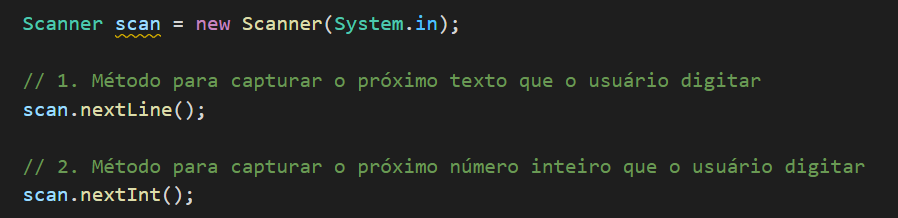 Scanner scan = new Scanner(System.in);
// 1. Método para capturar o próximo texto que o usuário digitar
scan.nextLine();
// 2. Método para capturar o próximo número inteiro que o usuário digitar
scan.nextInt();